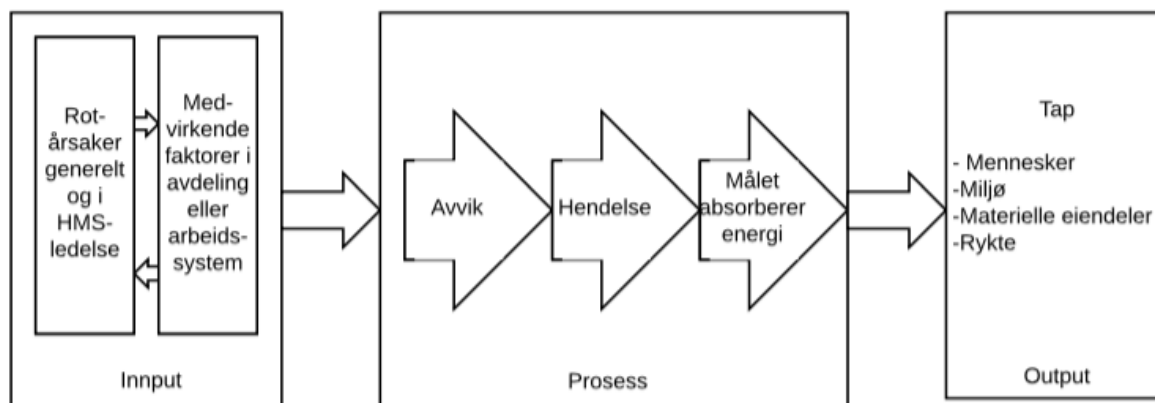 Rot-
årsaker
generelt
og i
HMS-
ledelse
Med-
virkende
faktorer i
avdeling
eller
arbeids-
system
Innput
Avvik
Hendelse
Målet
absorberer
energi
Prosess
Tap
- Mennesker
-Miljø
-Materielle eiendeler
-Rykte
Output